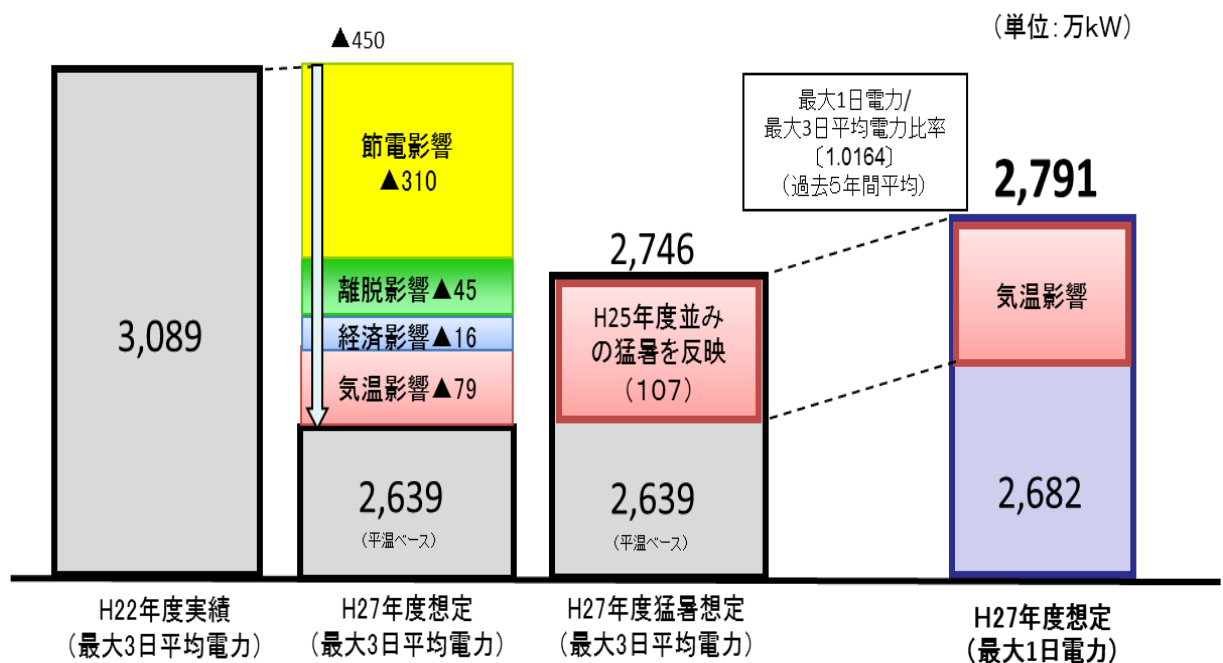 （単位：万kW）
▲450
節電影響
▲310
離脱影響▲45
経済影響▲16
気温影響▲79
3,089
2,639
（平温ベース）
2,746
H25年度並み
の猛暑を反映
（107）
2,639
（平温ベース）
最大1日電力/
最大3日平均電力比率
〔1.0164〕
（過去5年間平均）
2,791
気温影響
2,682
H22年度実績
（最大3日平均電力）
H27年度想定
（最大3日平均電力）
H27年度猛暑想定
（最大3日平均電力）
H27年度想定
（最大1日電力）